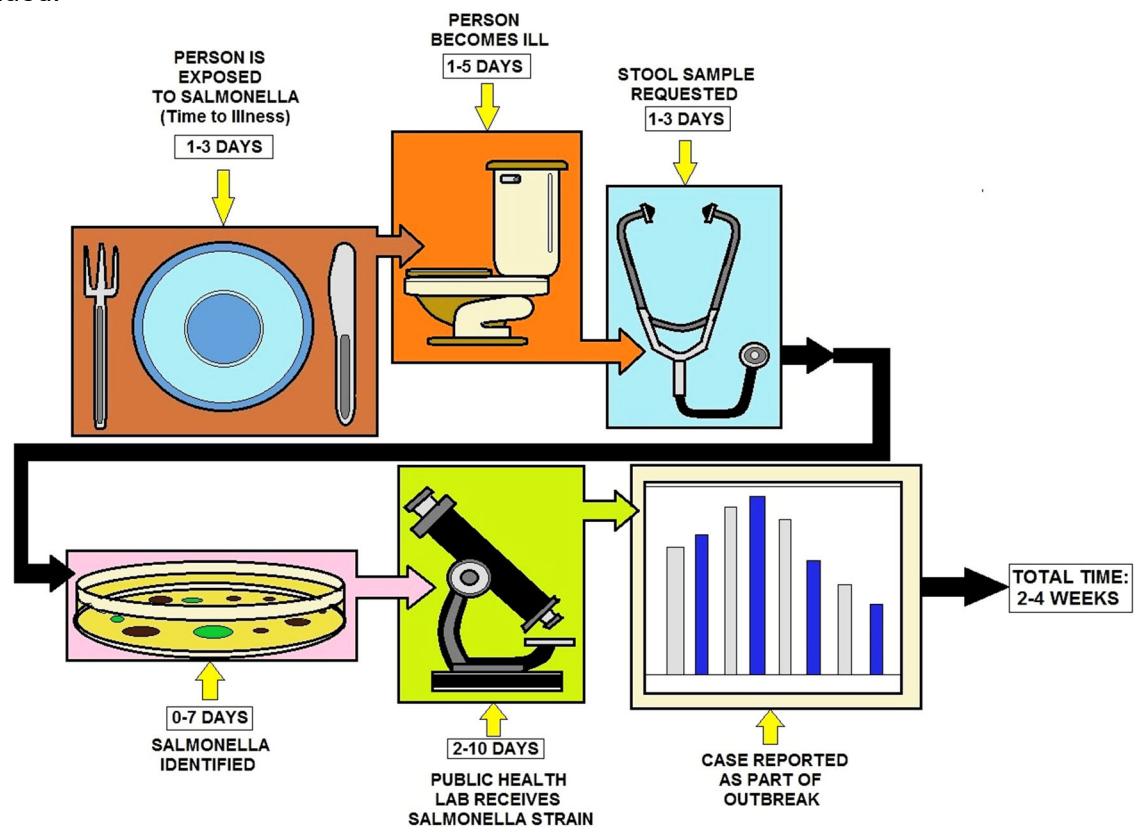 PERSON IS
EXPOSED
TO SALMONELLA
(Time to Illness)
1-3 DAYS
PERSON
BECOMES ILL
1-5 DAYS
STOOL SAMPLE
REQUESTED
1-3 DAYS
0-7 DAYS
SALMONELLA
IDENTIFIED
2-10 DAYS
PUBLIC HEALTH
LAB RECEIVES
SALMONELLA STRAIN
CASE REPORTED
AS PART OF
OUTBREAK
TOTAL TIME:
2-4 WEEKS